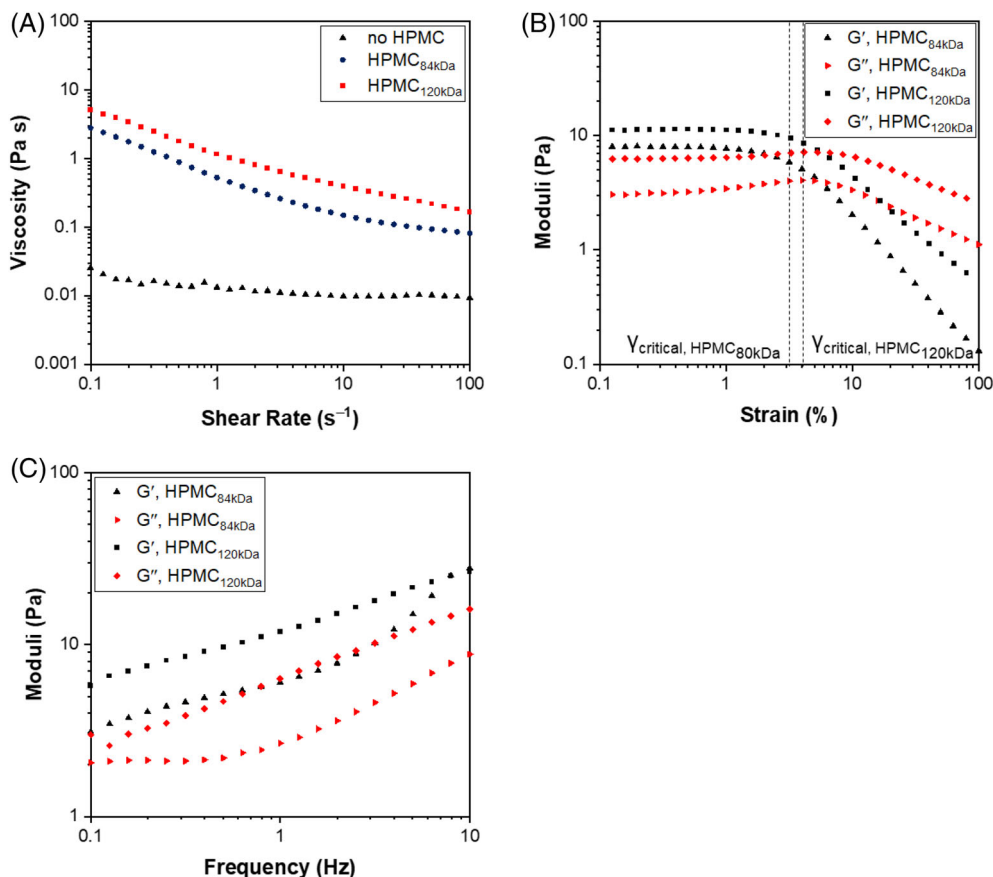 (A)
100
10
1
0.1
0.01
0.001
Viscosity (Pa s)
no HPMC
HPMC84kDa
HPMC120kDa
0.1
1
10
100
Shear Rate (s⁻¹)
(B)
100
10
1
0.1
Moduli (Pa)
G′, HPMC84kDa
G″, HPMC84kDa
G′, HPMC120kDa
G″, HPMC120kDa
γcritical, HPMC80kDa
γcritical, HPMC120kDa
0.1
1
10
100
Strain (%)
(C)
100
10
1
Moduli (Pa)
G′, HPMC84kDa
G″, HPMC84kDa
G′, HPMC120kDa
G″, HPMC120kDa
0.1
1
10
Frequency (Hz)